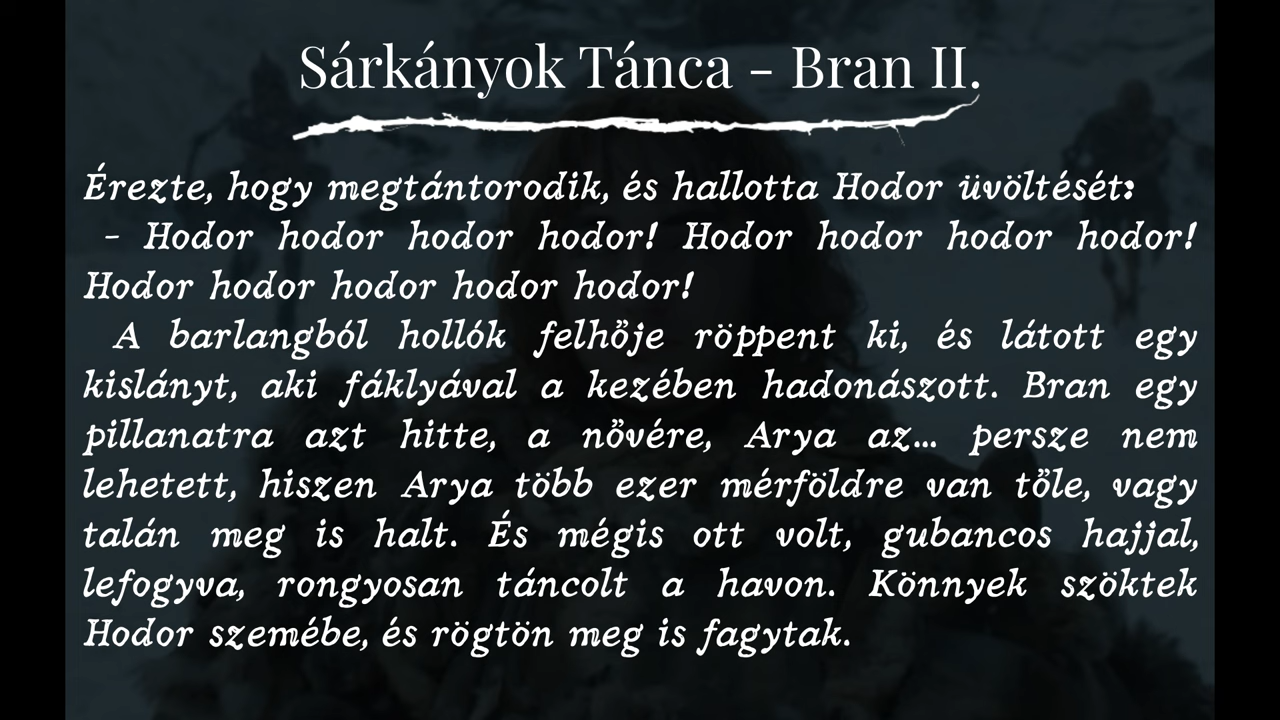 Sárkányok Tánca - Bran II.
Érezte, hogy megtántorodik, és hallotta Hodor üvöltését:
- Hodor hodor hodor hodor! Hodor hodor hodor hodor!
Hodor hodor hodor hodor hodor!
A barlangból hollók felhője röppent ki, és látott egy
kislányt, aki fáklyával a kezében hadonászott. Bran egy
pillanatra azt hitte, a nővére, Arya az... persze nem
lehetett, hiszen Arya több ezer mérföldre van tőle, vagy
talán meg is halt. És mégis ott volt, gubancos hajjal,
lefogyva, rongyosan táncolt a havon. Könnyek szöktek
Hodor szemébe, és rögtön meg is fagytak.